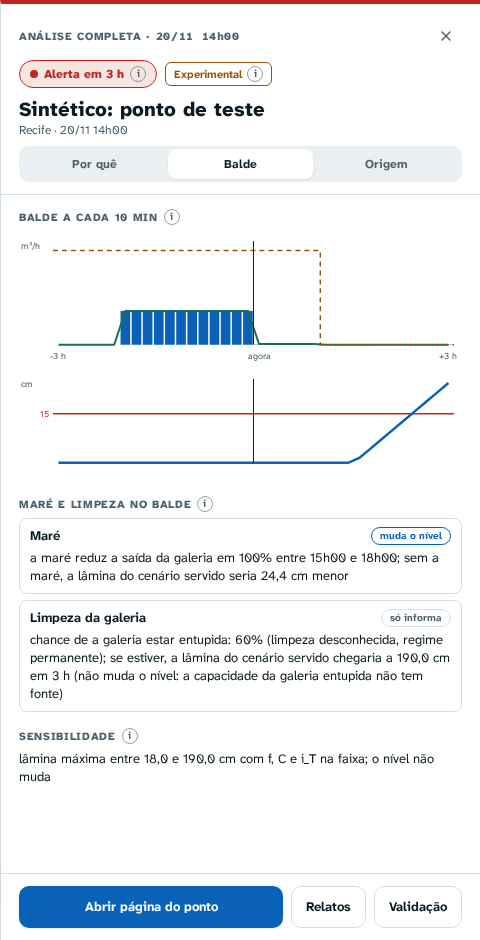 ANÁLISE COMPLETA · 20/11 14h00
Alerta em 3 h i
Experimental i
Sintético: ponto de teste
Recife · 20/11 14h00
Por quê
Balde
Origem
BALDE A CADA 10 MIN i
m³/h
-3 h
agora
+3 h
cm
15
MARÉ E LIMPEZA NO BALDE i
Maré
muda o nível
a maré reduz a saída da galeria em 100% entre 15h00 e 18h00; sem a
maré, a lâmina do cenário servido seria 24,4 cm menor
Limpeza da galeria
só informa
chance de a galeria estar entupida: 60% (limpeza desconhecida, regime
permanente); se estiver, a lâmina do cenário servido chegaria a 190,0 cm
em 3 h (não muda o nível: a capacidade da galeria entupida não tem
fonte)
SENSIBILIDADE i
lâmina máxima entre 18,0 e 190,0 cm com f, C e i_T na faixa; o nível não
muda
Abrir página do ponto
Relatos
Validação